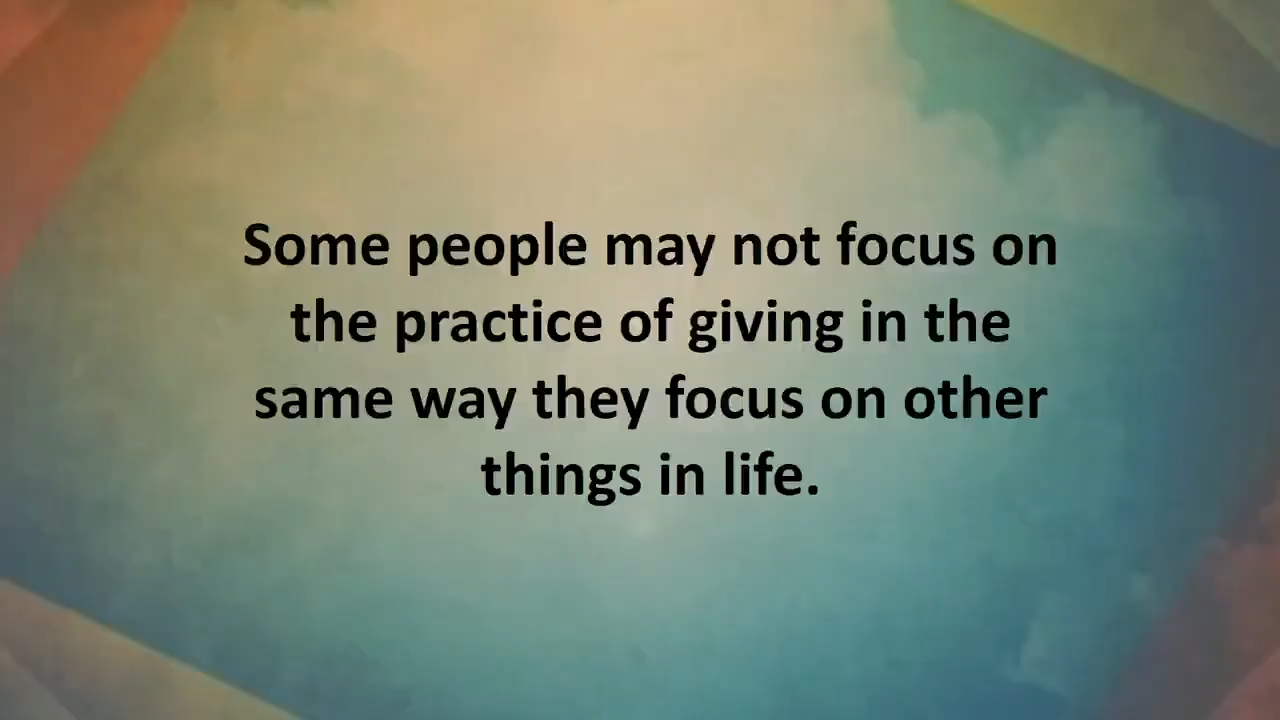 Some people may not focus on
the practice of giving in the
same way they focus on other
things in life.